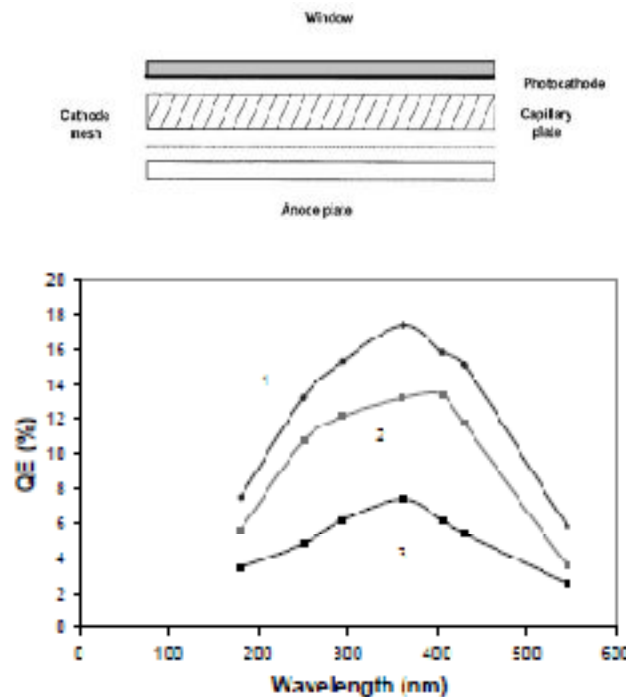 Window
Photocathode
Cathode
mesh
Capillary
plate
Anoce plate
20
18
16
14
12
10
8
6
4
2
0
QE (%)
1
2
3
0
100
200
300
400
500
600
Wavelength (nm)